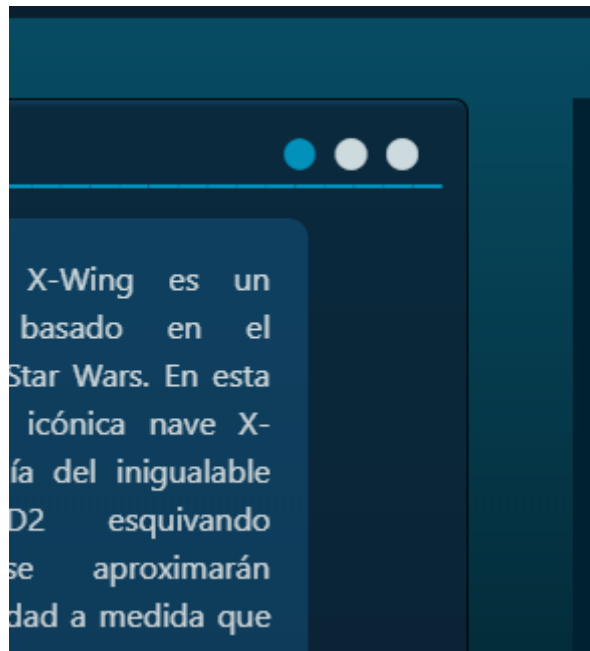 X-Wing es un
basado en el
Star Wars. En esta
icónica nave X-
ía del inigualable
D2 esquivando
se aproximarán
dad a medida que